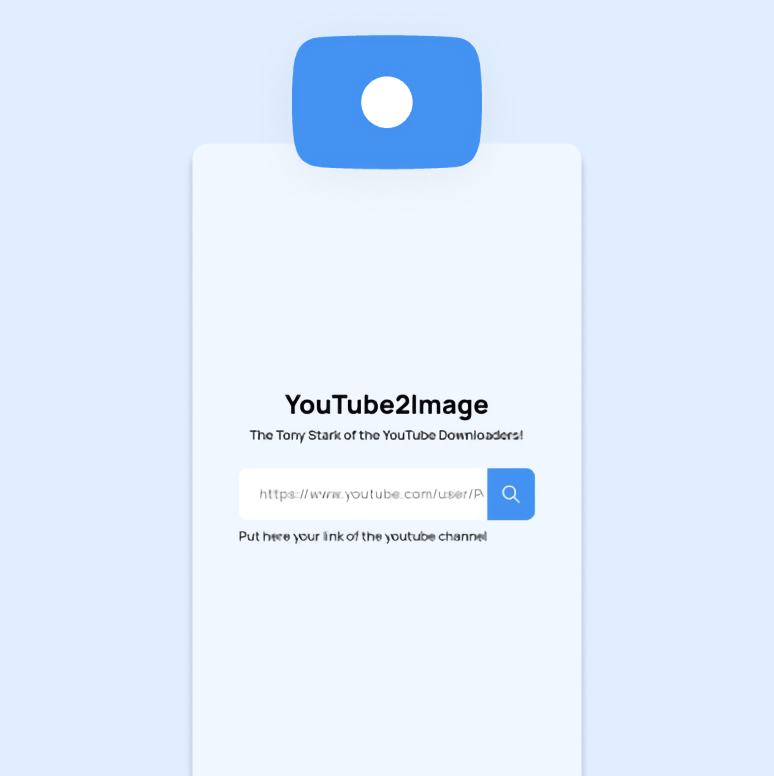 YouTube2Image
The Tony Stark of the YouTube Downloaders!
https://www.youtube.com/user/
Put here your link of the youtube channel